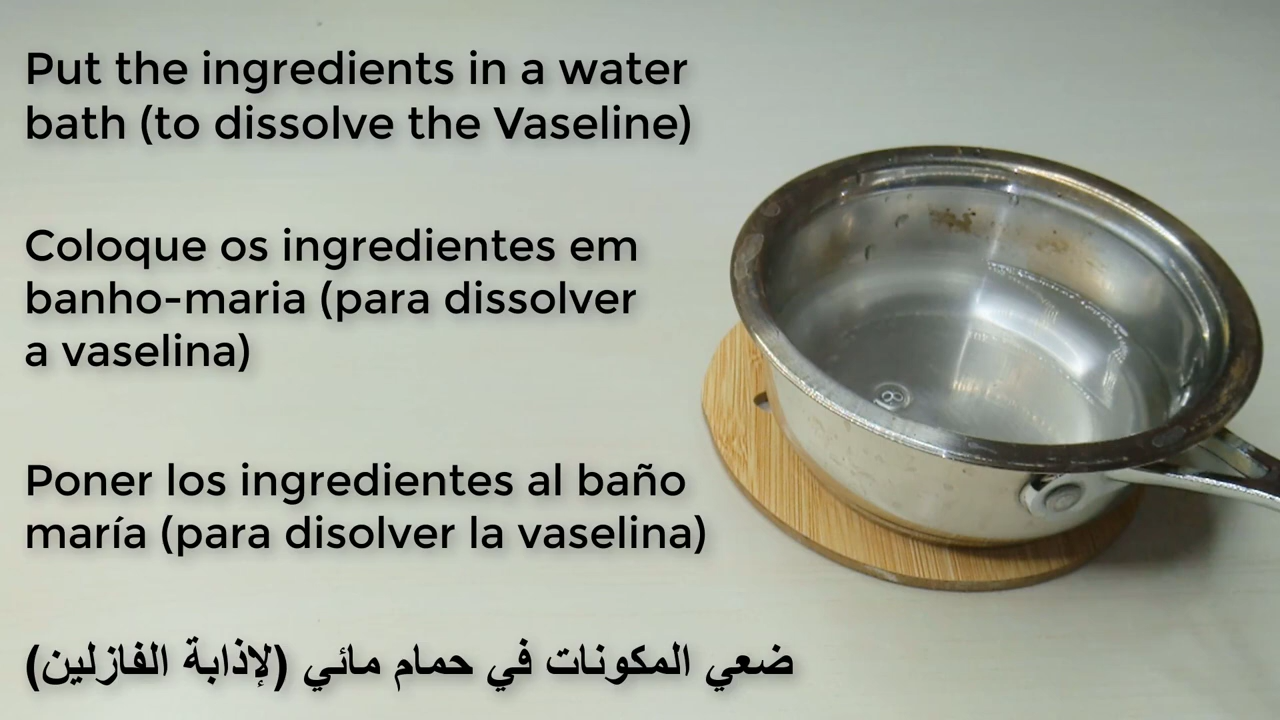 Put the ingredients in a water
bath (to dissolve the Vaseline)
Coloque os ingredientes em
banho-maria (para dissolver
a vaselina)
Poner los ingredientes al baño
maría (para disolver la vaselina)
ضعي المكونات في حمام مائي (لإذابة الفازلين)